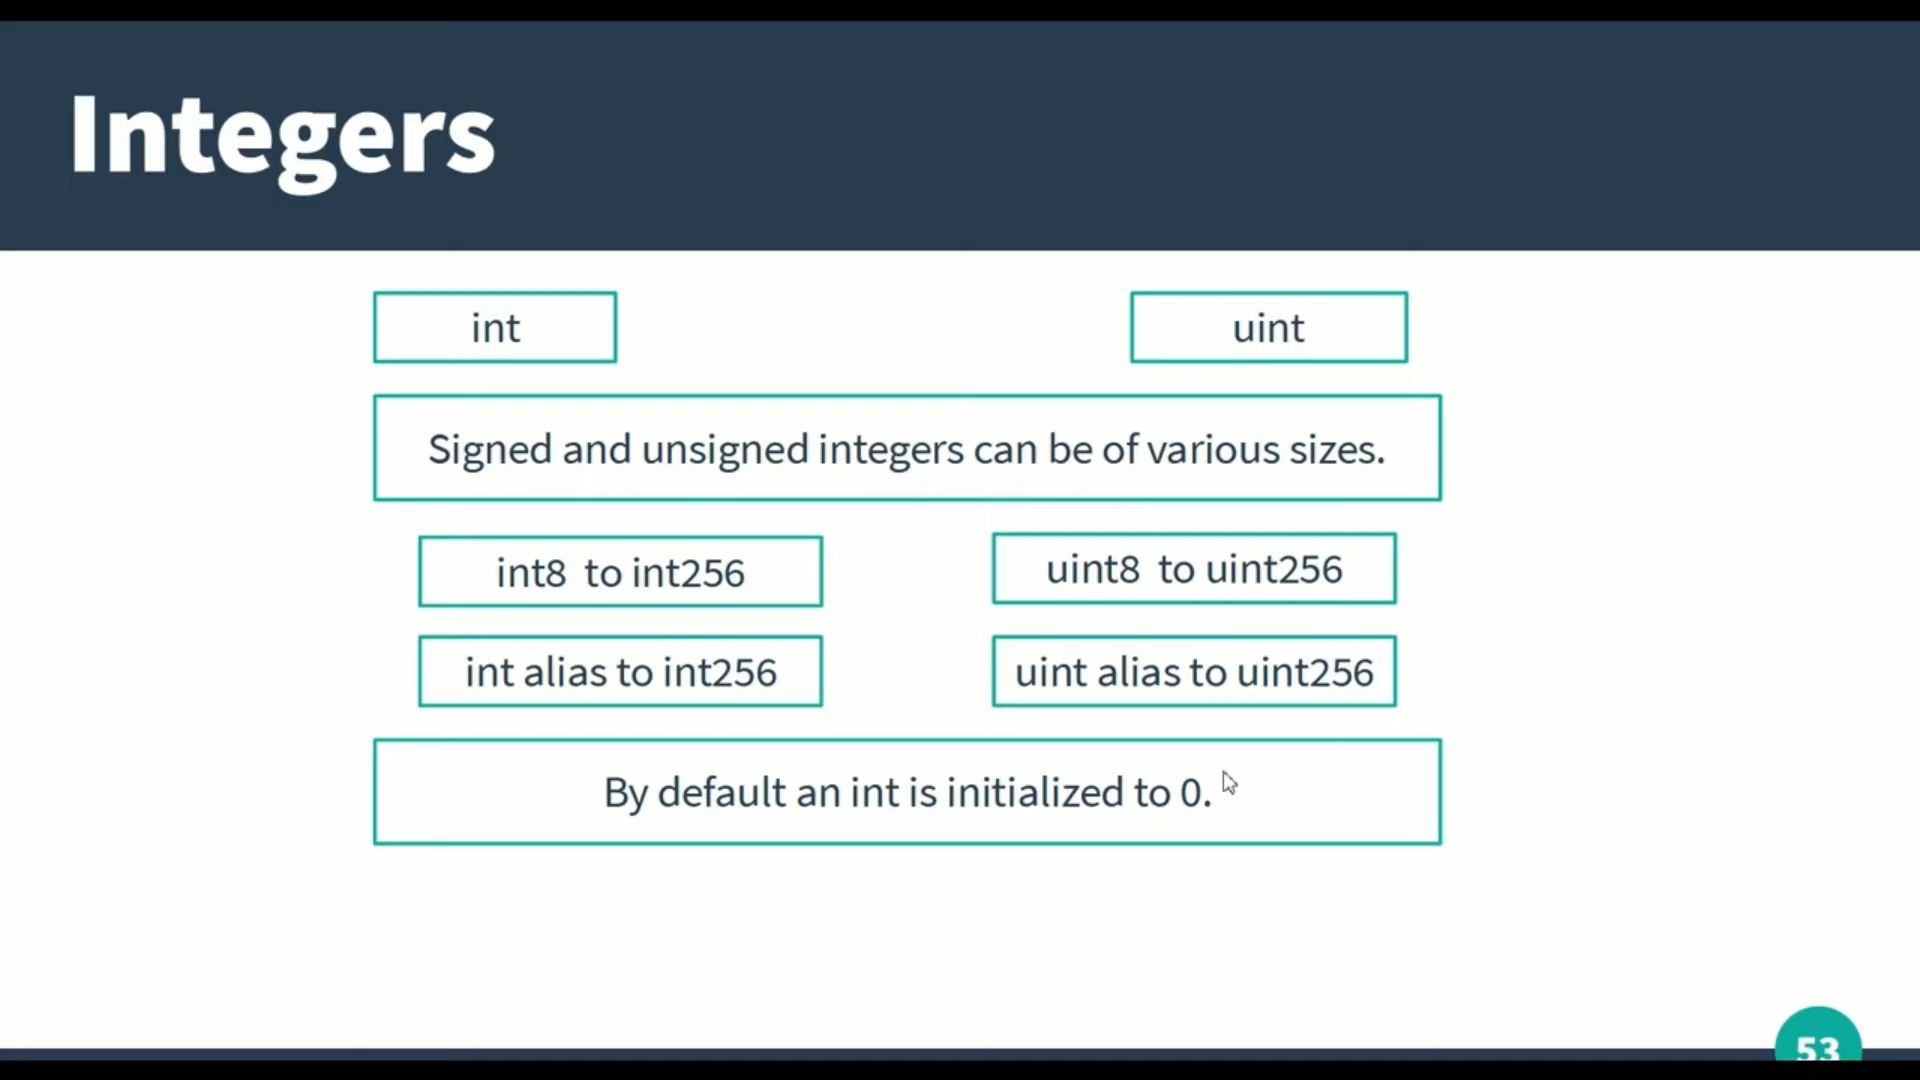 Integers
int
uint
Signed and unsigned integers can be of various sizes.
int8 to int256
uint8 to uint256
int alias to int256
uint alias to uint256
By default an int is initialized to 0.
53